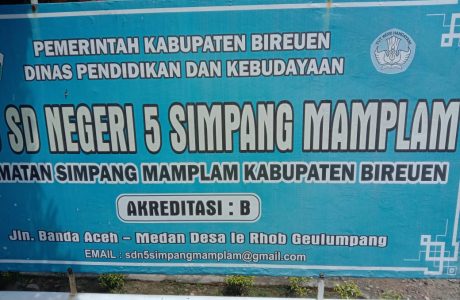 PEMERINTAH KABUPATEN BIREUEN
DINAS PENDIDIKAN DAN KEBUDAYAAN
SD NEGERI 5 SIMPANG MAMPLAM
MATAN SIMPANG MAMPLAM KABUPATEN BIREUEN
AKREDITASI : B
Jln. Banda Aceh - Medan Desa Ie Rhob Geulumpang
EMAIL : sdn5simpangmamplam@gmail.com